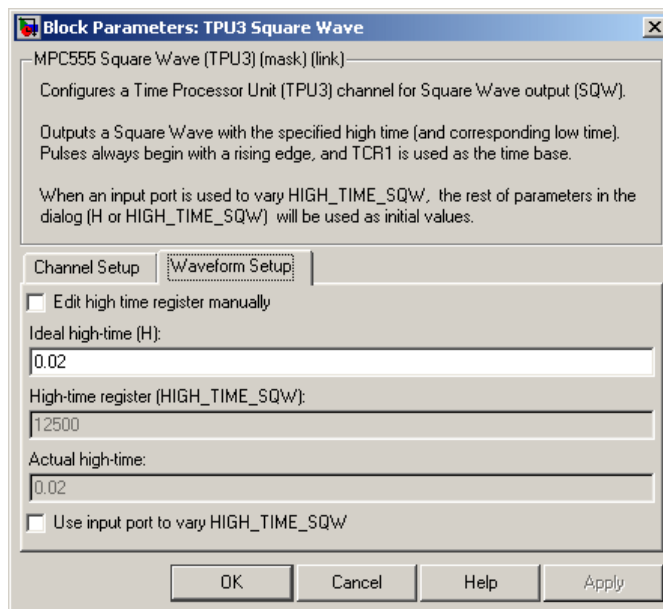 Block Parameters: TPU3 Square Wave
MPC555 Square Wave (TPU3) (mask) (link)
Configures a Time Processor Unit (TPU3) channel for Square Wave output (SQW).
Outputs a Square Wave with the specified high time (and corresponding low time).
Pulses always begin with a rising edge, and TCR1 is used as the time base.
When an input port is used to vary HIGH_TIME_SQW, the rest of parameters in the
dialog (H or HIGH_TIME_SQW) will be used as initial values.
Channel Setup Waveform Setup
Edit high time register manually
Ideal high-time (H):
0.02
High-time register (HIGH_TIME_SQW):
12500
Actual high-time:
0.02
Use input port to vary HIGH_TIME_SQW
OK Cancel Help Apply